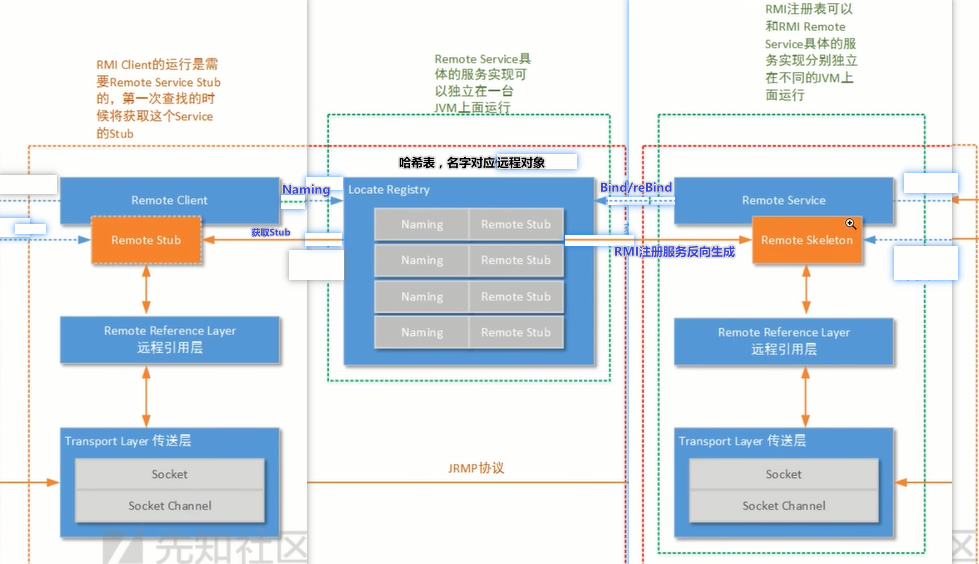 RMI注册表可以
和RMI Remote
Service具体的服
务实现分别独立
在不同的JVM上
面运行
RMI Client的运行是需
要Remote Service Stub
的，第一次查找的时
候将获取这个Service
的Stub
Remote Service具
体的服务实现可
以独立在一台
JVM上面运行
哈希表，名字对应远程对象
Remote Client
Naming
Locate Registry
Bind/reBind
Remote Service
Remote Stub
获取Stub
Naming Remote Stub
Naming Remote Stub
Naming Remote Stub
Naming Remote Stub
Remote Skeleton
RMI注册服务反向生成
Remote Reference Layer
远程引用层
Remote Reference Layer
远程引用层
Transport Layer 传送层
Socket
Socket Channel
JRMP协议
Transport Layer 传送层
Socket
Socket Channel
先知社区